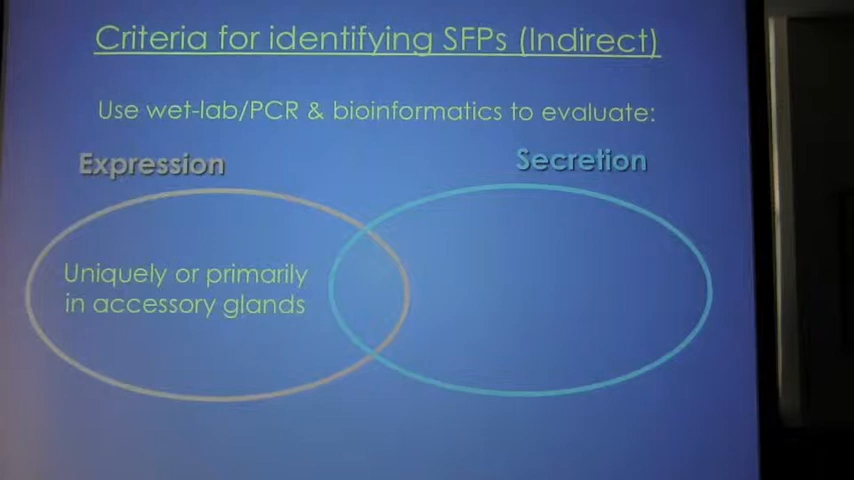 Criteria for identifying SFPs (Indirect)
Use wet-lab/PCR & bioinformatics to evaluate:
Expression
Secretion
Uniquely or primarily
in accessory glands